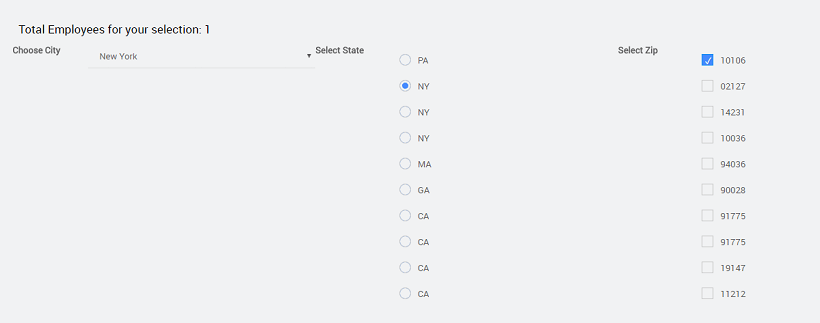 Total Employees for your selection: 1
Choose City
New York
Select State
PA
NY
NY
NY
MA
GA
CA
CA
CA
CA
Select Zip
10106
02127
14231
10036
94036
90028
91775
91775
19147
11212